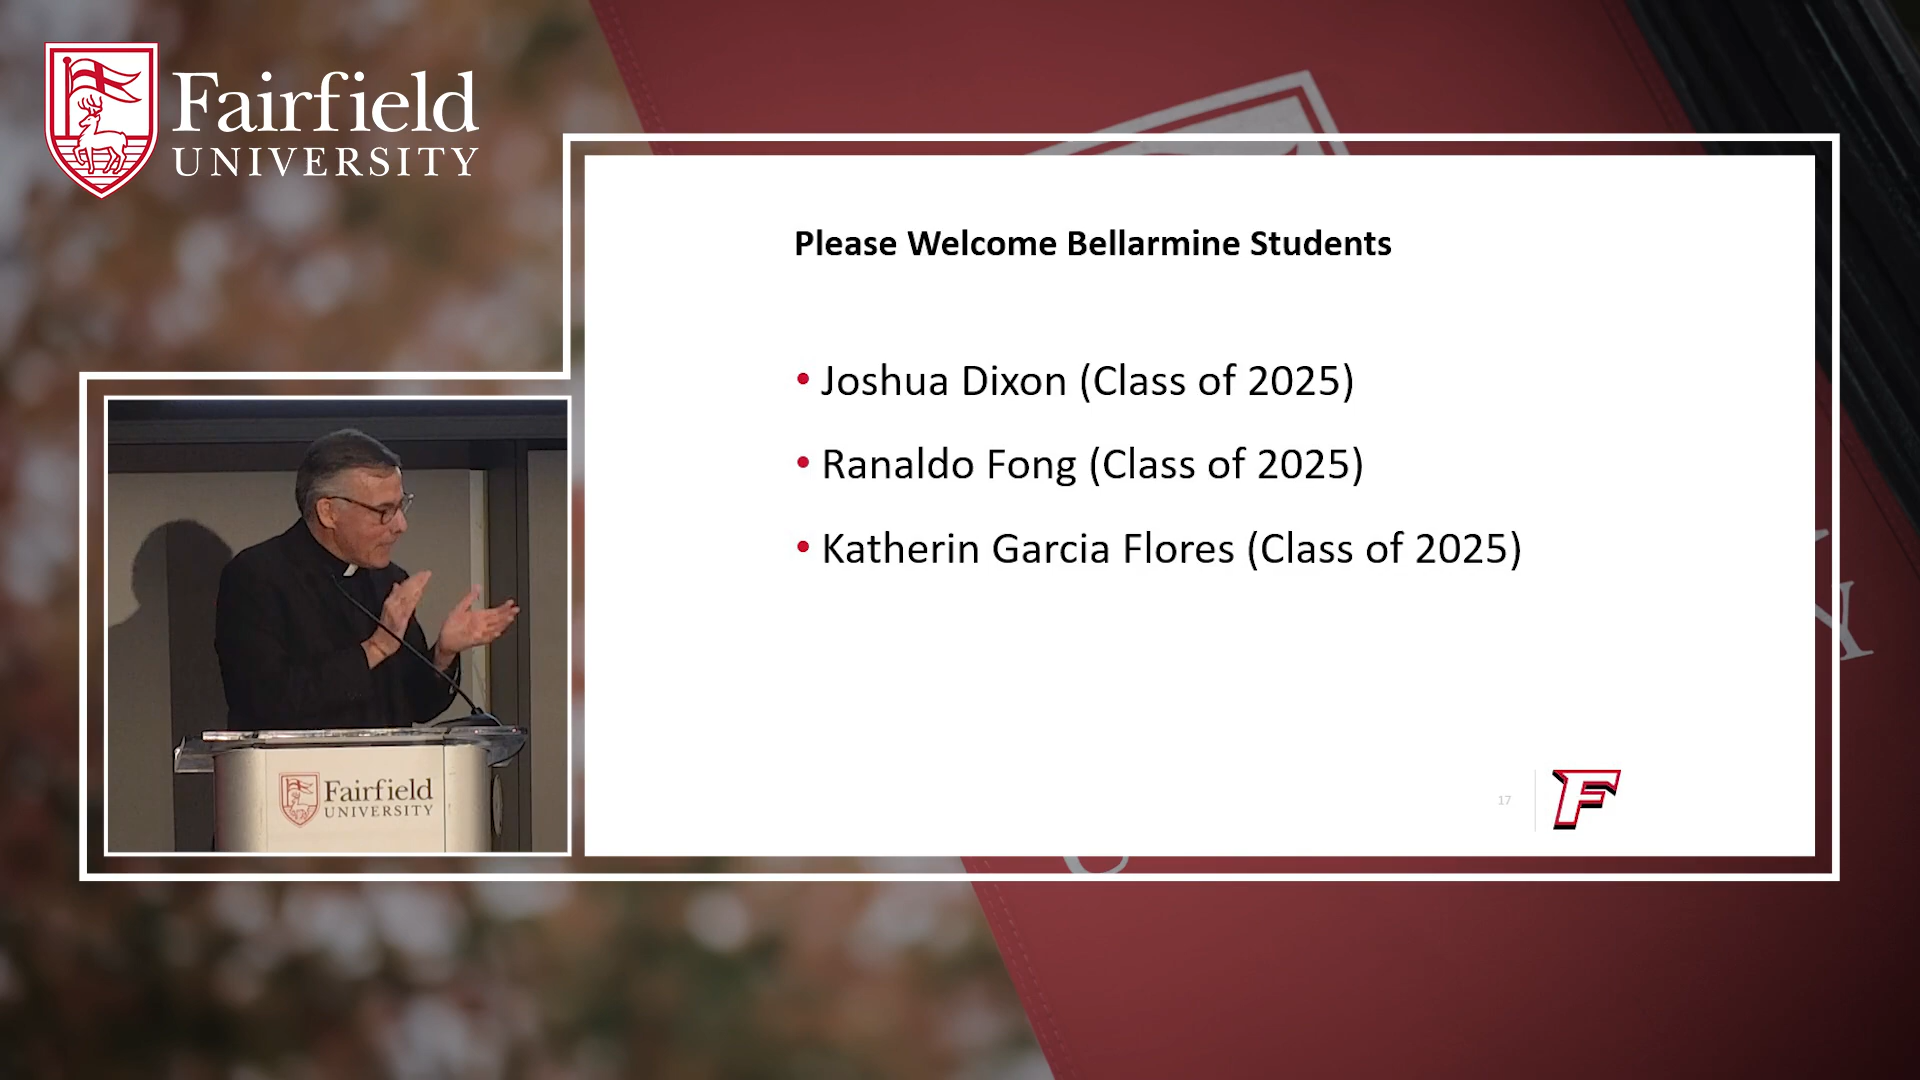 Fairfield
UNIVERSITY
Please Welcome Bellarmine Students
• Joshua Dixon (Class of 2025)
• Ranaldo Fong (Class of 2025)
• Katherin Garcia Flores (Class of 2025)
17
F
Fairfield
UNIVERSITY